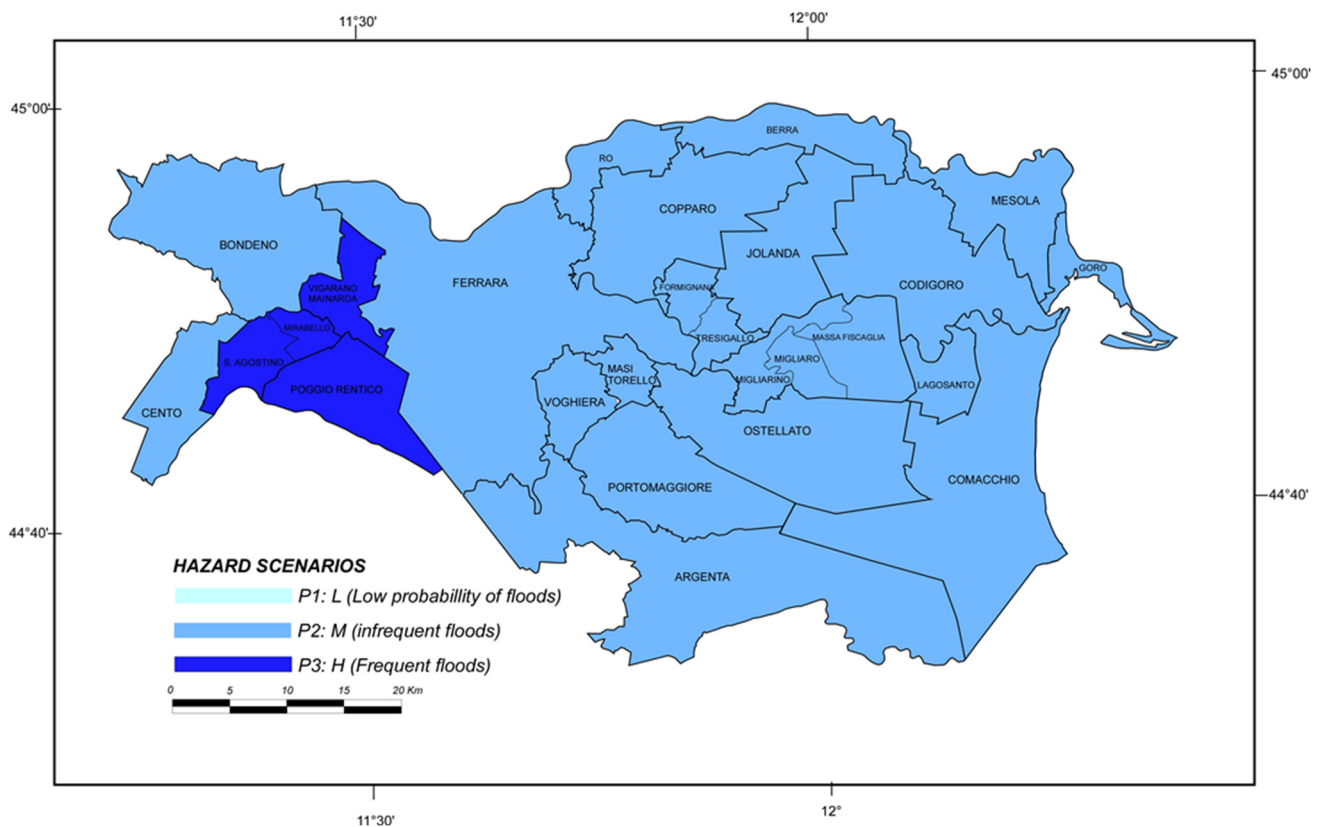 11°30'
12°00'
45°00'
45°00'
BERRA
RO
MESOLA
COPPARO
BONDENO
JOLANDA
GORO
FERRARA
CODIGORO
FORMIGNANA
VIGARANO
MAINARDA
MIRABELLO
TRESIGALLO
MASSA FISCAGLIA
S. AGOSTINO
MIGLIARO
MASI
TORELLO
MIGLIARINO
LAGOSANTO
POGGIO RENTICO
VOGHIERA
CENTO
OSTELLATO
COMACCHIO
PORTOMAGGIORE
44°40'
44°40'
ARGENTA
HAZARD SCENARIOS
P1: L (Low probabillity of floods)
P2: M (infrequent floods)
P3: H (Frequent floods)
0 5 10 15 20 Km
11°30'
12°